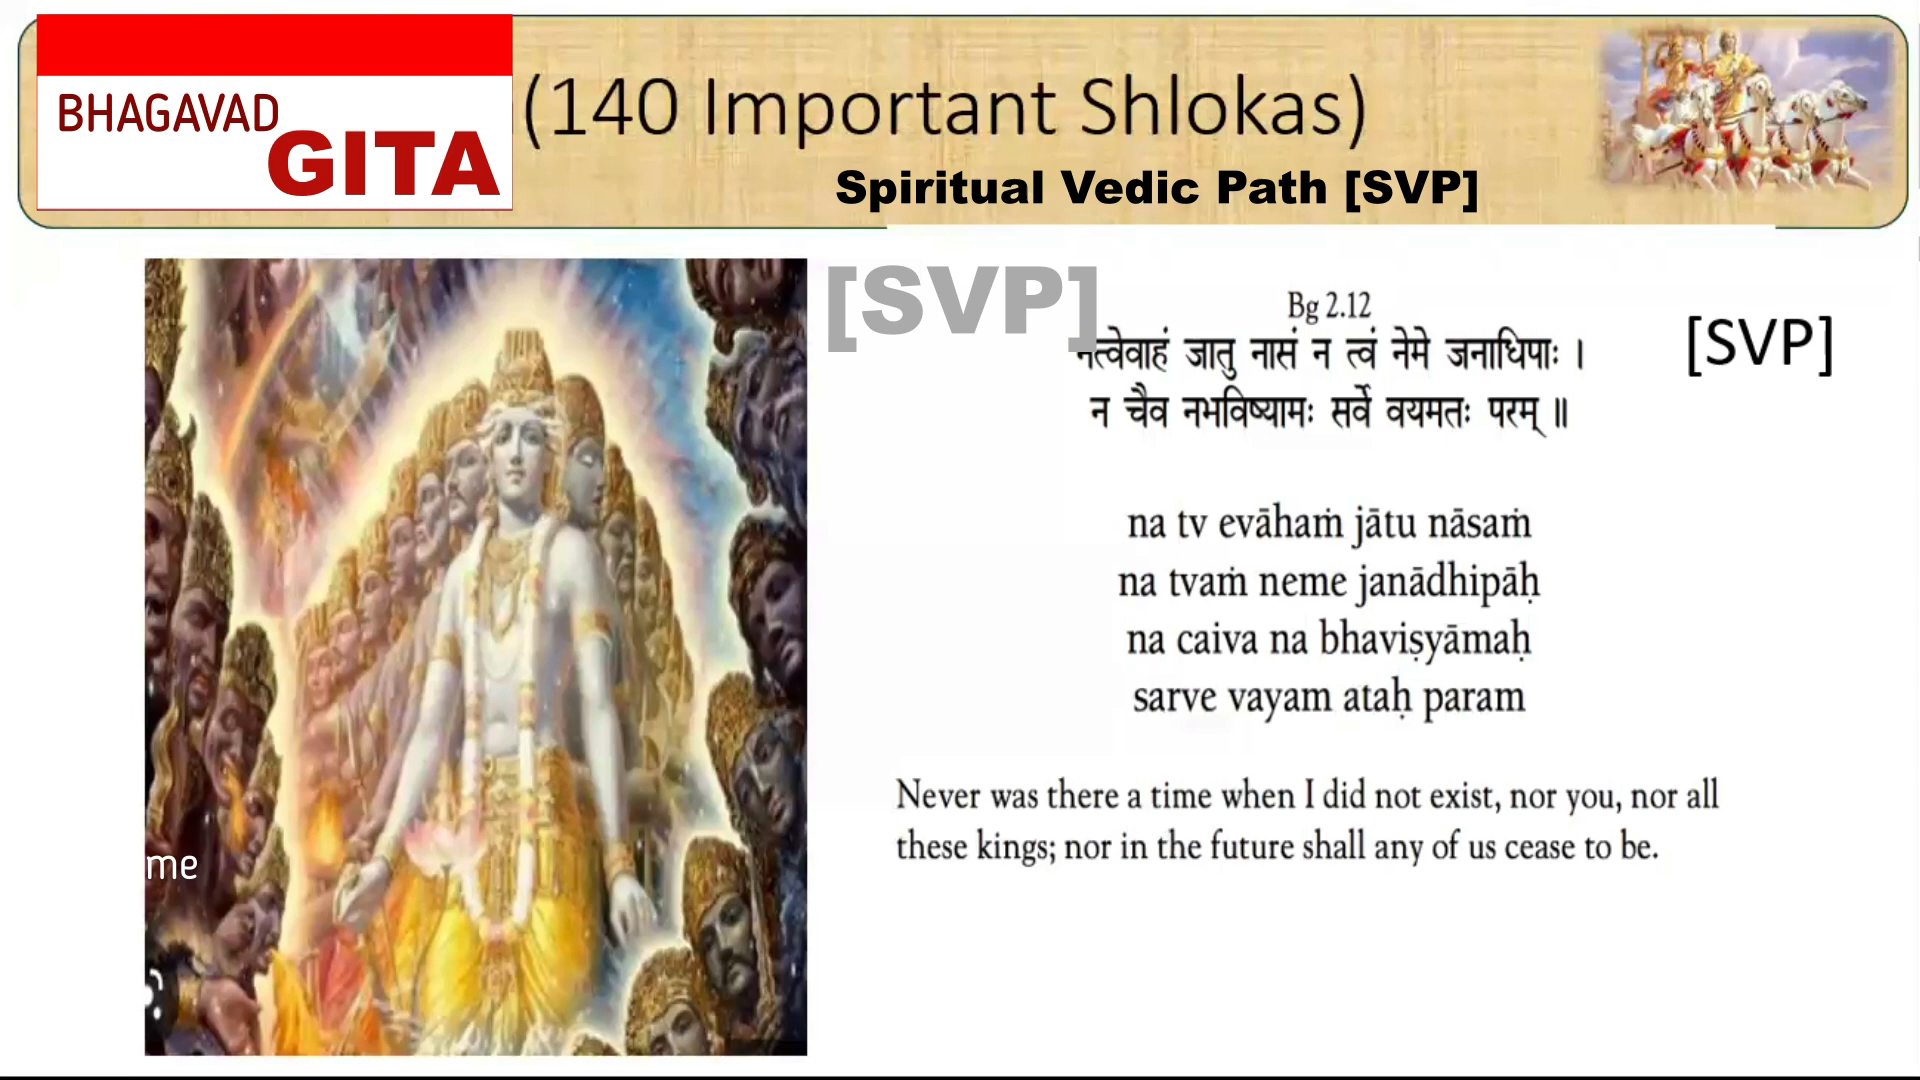 BHAGAVAD
GITA
(140 Important Shlokas)
Spiritual Vedic Path [SVP]
[SVP]
Bg 2.12
[SVP]
नत्वेवाहं जातु नासं न त्वं नेमे जनाधिपाः ।
न चैव नभविष्यामः सर्वे वयमतः परम् ॥
na tv evāhaṁ jātu nāsaṁ
na tvaṁ neme janādhipāḥ
na caiva na bhaviṣyāmaḥ
sarve vayam ataḥ param
Never was there a time when I did not exist, nor you, nor all
these kings; nor in the future shall any of us cease to be.
me